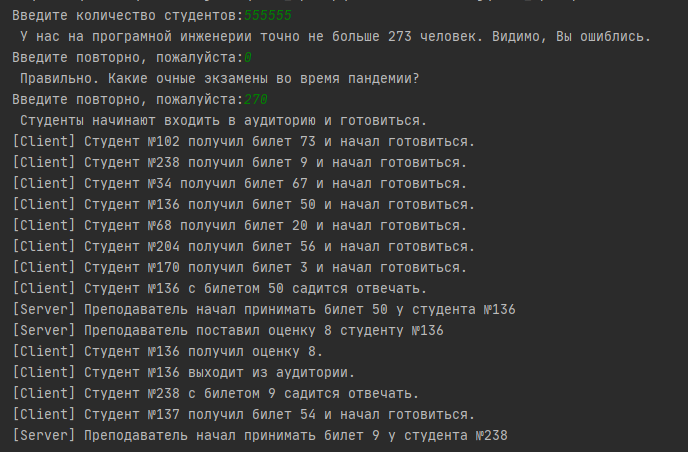 Введите количество студентов:555555
У нас на програмной инженерии точно не больше 273 человек. Видимо, Вы ошиблись.
Введите повторно, пожалуйста:0
Правильно. Какие очные экзамены во время пандемии?
Введите повторно, пожалуйста:270
Студенты начинают входить в аудиторию и готовиться.
[Client] Студент №102 получил билет 73 и начал готовиться.
[Client] Студент №238 получил билет 9 и начал готовиться.
[Client] Студент №34 получил билет 67 и начал готовиться.
[Client] Студент №136 получил билет 50 и начал готовиться.
[Client] Студент №68 получил билет 20 и начал готовиться.
[Client] Студент №204 получил билет 56 и начал готовиться.
[Client] Студент №170 получил билет 3 и начал готовиться.
[Client] Студент №136 с билетом 50 садится отвечать.
[Server] Преподаватель начал принимать билет 50 у студента №136
[Server] Преподаватель поставил оценку 8 студенту №136
[Client] Студент №136 получил оценку 8.
[Client] Студент №136 выходит из аудитории.
[Client] Студент №238 с билетом 9 садится отвечать.
[Client] Студент №137 получил билет 54 и начал готовиться.
[Server] Преподаватель начал принимать билет 9 у студента №238